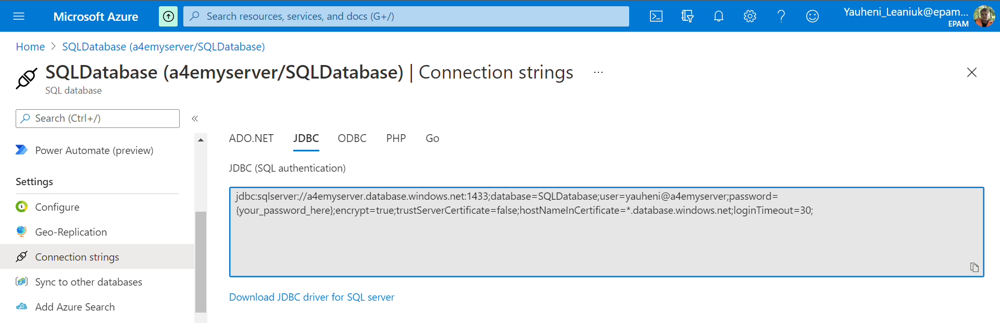 Microsoft Azure
Search resources, services, and docs (G+/)
Yauheni_Leaniuk@epam...
EPAM
Home > SQLDatabase (a4emyserver/SQLDatabase)
SQLDatabase (a4emyserver/SQLDatabase) | Connection strings ...
SQL database
Search (Ctrl+/)
«
Power Automate (preview)
Settings
Configure
Geo-Replication
Connection strings
Sync to other databases
Add Azure Search
ADO.NET JDBC ODBC PHP Go
JDBC (SQL authentication)
jdbc:sqlserver://a4emyserver.database.windows.net:1433;database=SQLDatabase;user=yauheni@a4emyserver;password=
{your_password_here};encrypt=true;trustServerCertificate=false;hostNameInCertificate=*.database.windows.net;loginTimeout=30;
Download JDBC driver for SQL server